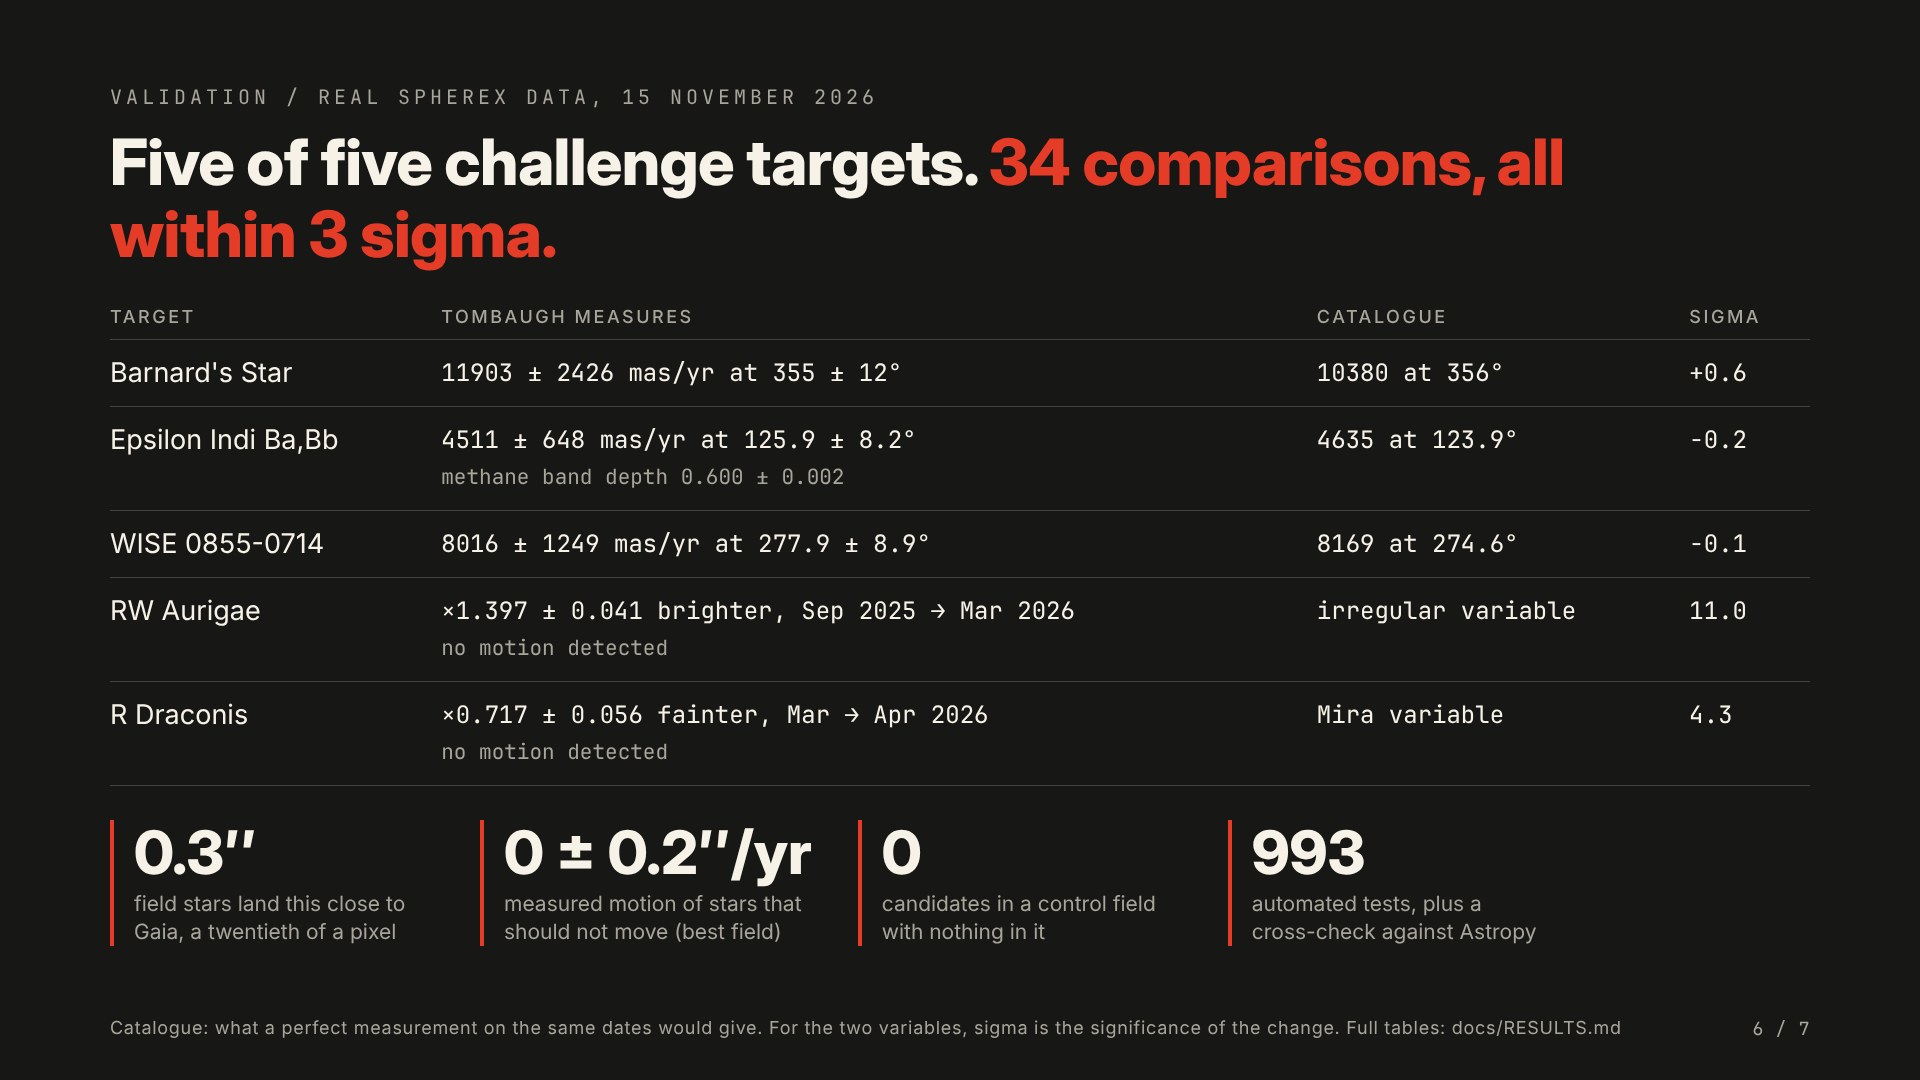 VALIDATION / REAL SPHEREX DATA, 15 NOVEMBER 2026
Five of five challenge targets. 34 comparisons, all
within 3 sigma.
TARGET TOMBAUGH MEASURES CATALOGUE SIGMA
Barnard's Star 11903 ± 2426 mas/yr at 355 ± 12° 10380 at 356° +0.6
Epsilon Indi Ba,Bb 4511 ± 648 mas/yr at 125.9 ± 8.2° 4635 at 123.9° -0.2
methane band depth 0.600 ± 0.002
WISE 0855-0714 8016 ± 1249 mas/yr at 277.9 ± 8.9° 8169 at 274.6° -0.1
RW Aurigae ×1.397 ± 0.041 brighter, Sep 2025 → Mar 2026 irregular variable 11.0
no motion detected
R Draconis ×0.717 ± 0.056 fainter, Mar → Apr 2026 Mira variable 4.3
no motion detected
0.3″
field stars land this close to
Gaia, a twentieth of a pixel
0 ± 0.2″/yr
measured motion of stars that
should not move (best field)
0
candidates in a control field
with nothing in it
993
automated tests, plus a
cross-check against Astropy
Catalogue: what a perfect measurement on the same dates would give. For the two variables, sigma is the significance of the change. Full tables: docs/RESULTS.md
6 / 7